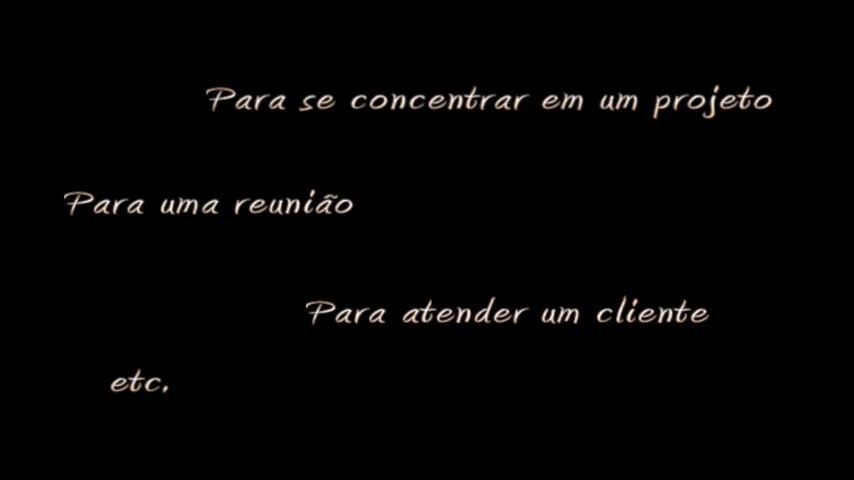 Para se concentrar em um projeto
Para uma reunião
Para atender um cliente
etc.